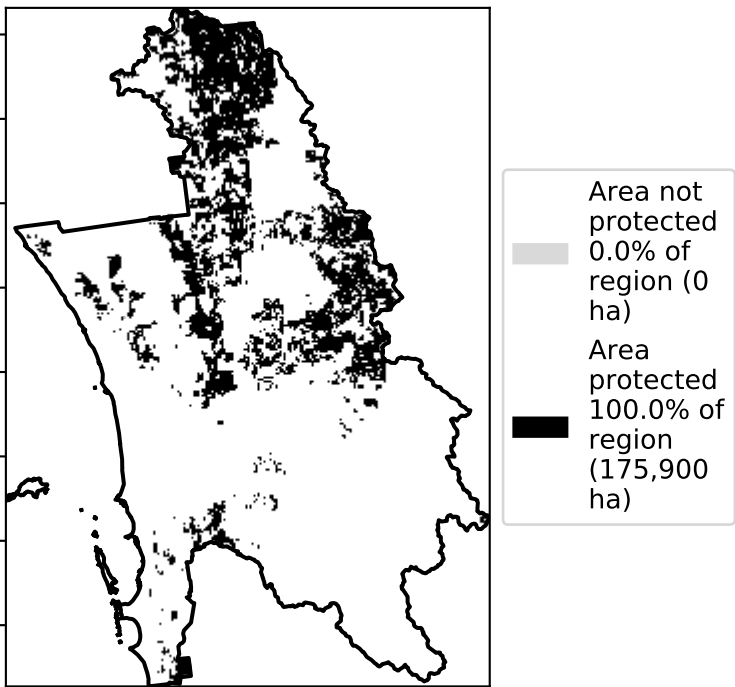 Area not
protected
0.0% of
region (0
ha)
Area
protected
100.0% of
region
(175,900
ha)